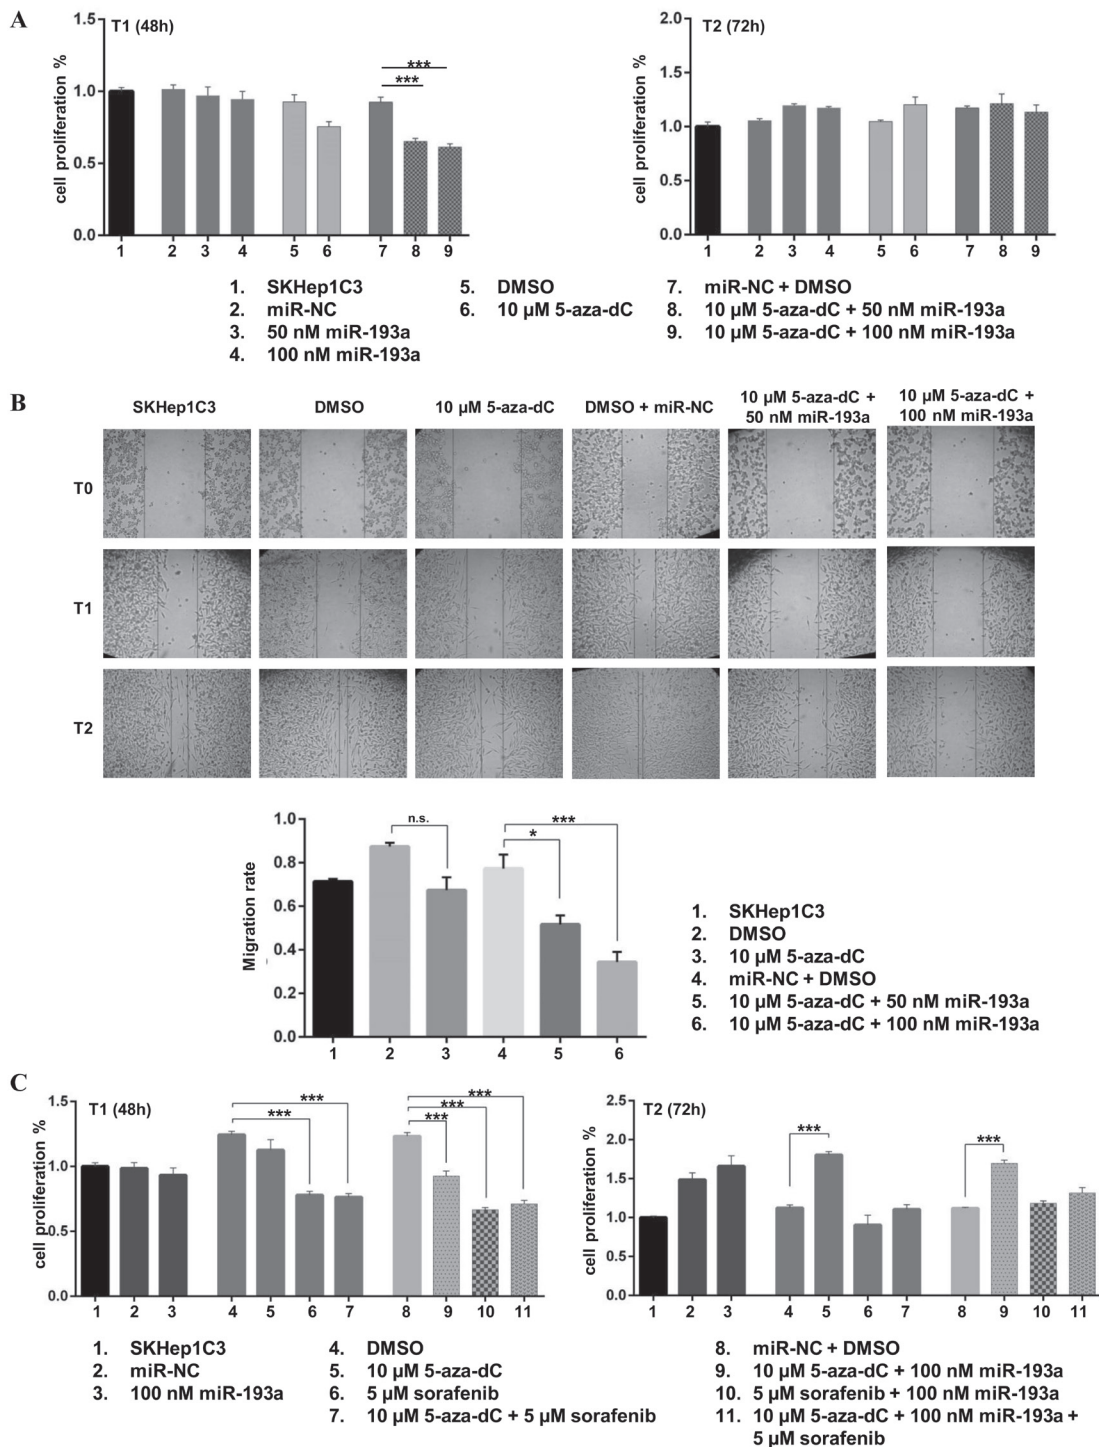 A
T1 (48h)
cell proliferation %
1.5
1.0
0.5
0.0
***
***
1 2 3 4 5 6 7 8 9
T2 (72h)
cell proliferation %
2.0
1.5
1.0
0.5
0.0
1 2 3 4 5 6 7 8 9
1. SKHep1C3
2. miR-NC
3. 50 nM miR-193a
4. 100 nM miR-193a
5. DMSO
6. 10 µM 5-aza-dC
7. miR-NC + DMSO
8. 10 µM 5-aza-dC + 50 nM miR-193a
9. 10 µM 5-aza-dC + 100 nM miR-193a
B
SKHep1C3
DMSO
10 µM 5-aza-dC
DMSO + miR-NC
10 µM 5-aza-dC +
50 nM miR-193a
10 µM 5-aza-dC +
100 nM miR-193a
T0
T1
T2
Migration rate
1.0
0.8
0.6
0.4
0.2
0.0
n.s.
***
*
1 2 3 4 5 6
1. SKHep1C3
2. DMSO
3. 10 µM 5-aza-dC
4. miR-NC + DMSO
5. 10 µM 5-aza-dC + 50 nM miR-193a
6. 10 µM 5-aza-dC + 100 nM miR-193a
C
T1 (48h)
cell proliferation %
1.5
1.0
0.5
0.0
***
***
***
***
***
1 2 3 4 5 6 7 8 9 10 11
T2 (72h)
cell proliferation %
2.5
2.0
1.5
1.0
0.5
0.0
***
***
1 2 3 4 5 6 7 8 9 10 11
1. SKHep1C3
2. miR-NC
3. 100 nM miR-193a
4. DMSO
5. 10 µM 5-aza-dC
6. 5 µM sorafenib
7. 10 µM 5-aza-dC + 5 µM sorafenib
8. miR-NC + DMSO
9. 10 µM 5-aza-dC + 100 nM miR-193a
10. 5 µM sorafenib + 100 nM miR-193a
11. 10 µM 5-aza-dC + 100 nM miR-193a +
5 µM sorafenib